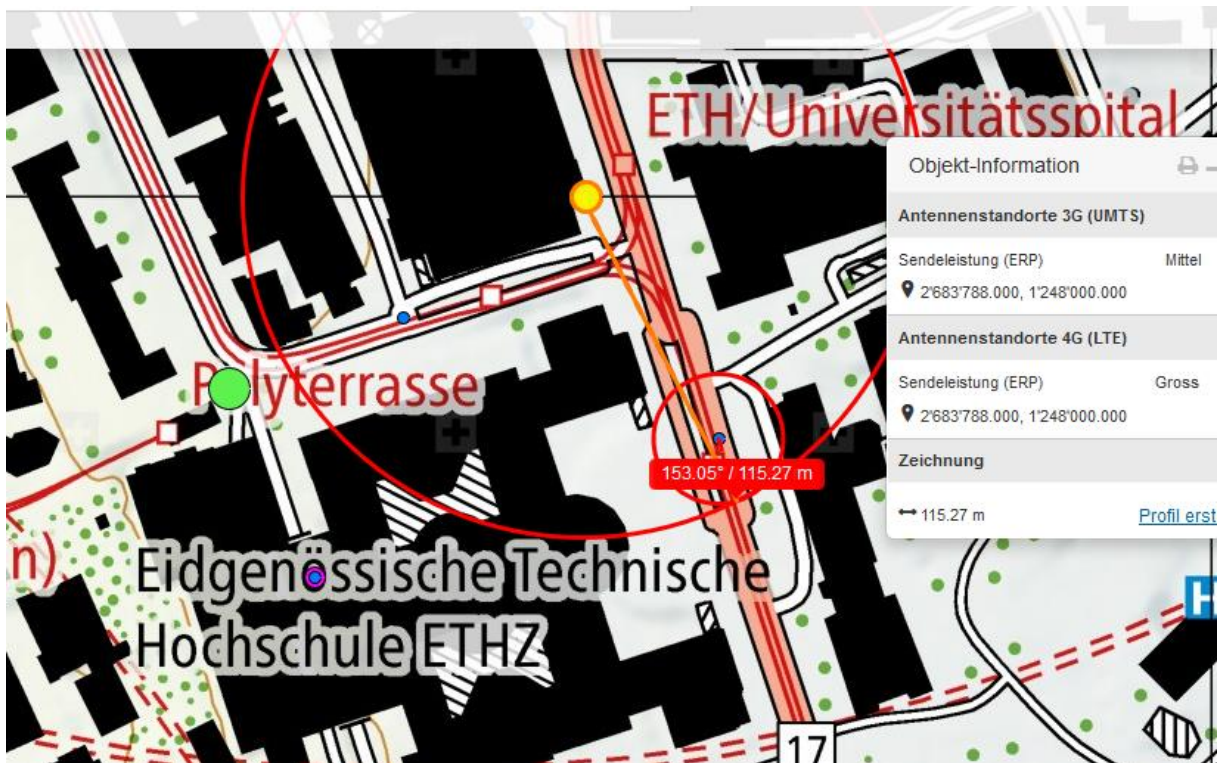 ETH/Universitätsspital
Objekt-Information
Antennenstandorte 3G (UMTS)
Sendeleistung (ERP) Mittel
2'683'788.000, 1'248'000.000
Antennenstandorte 4G (LTE)
Sendeleistung (ERP) Gross
2'683'788.000, 1'248'000.000
Zeichnung
115.27 m Profil erst
Polyterrasse
153.05° / 115.27 m
n)
Eidgenössische Technische
Hochschule ETHZ
H
17